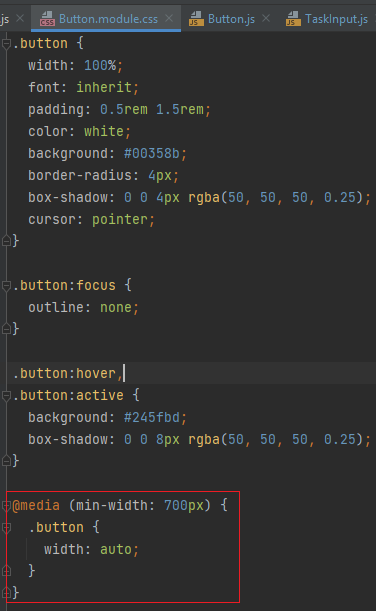 .js × Button.module.css × Button.js × TaskInput.js
.button {
  width: 100%;
  font: inherit;
  padding: 0.5rem 1.5rem;
  color: white;
  background: #00358b;
  border-radius: 4px;
  box-shadow: 0 0 4px rgba(50, 50, 50, 0.25);
  cursor: pointer;
}

.button:focus {
  outline: none;
}

.button:hover,
.button:active {
  background: #245fbd;
  box-shadow: 0 0 8px rgba(50, 50, 50, 0.25);
}

@media (min-width: 700px) {
  .button {
    width: auto;
  }
}